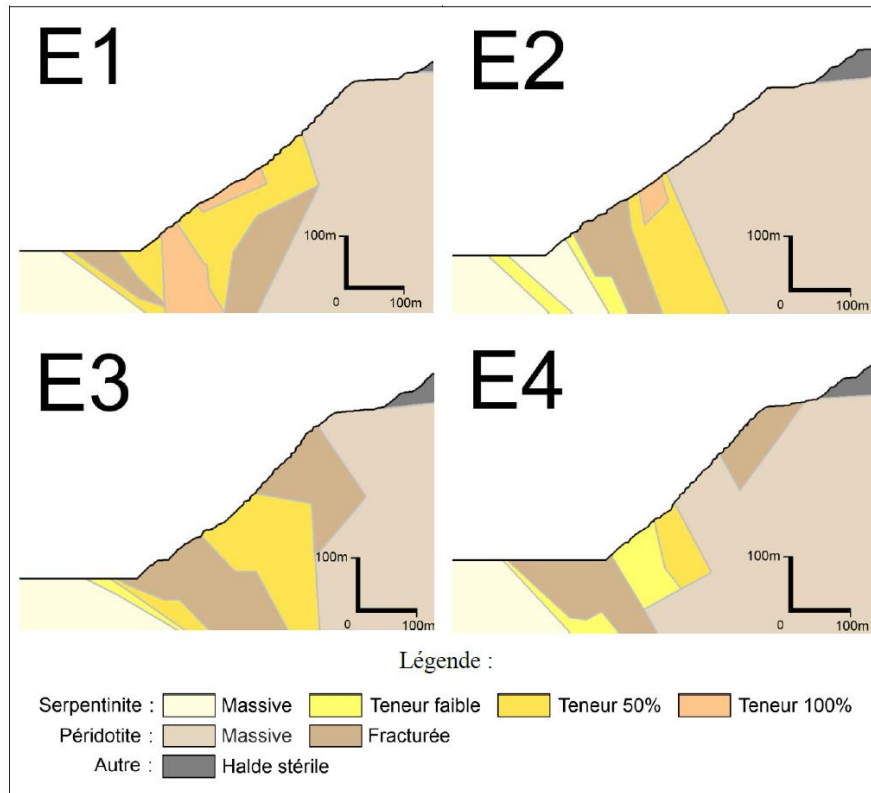 E1
E2
100m
0 100m
100m
0 100m
E3
E4
100m
0 100m
100m
0 100m
Légende :
Serpentinite : Massive Teneur faible Teneur 50% Teneur 100%
Péridotite : Massive Fracturée
Autre : Halde stérile